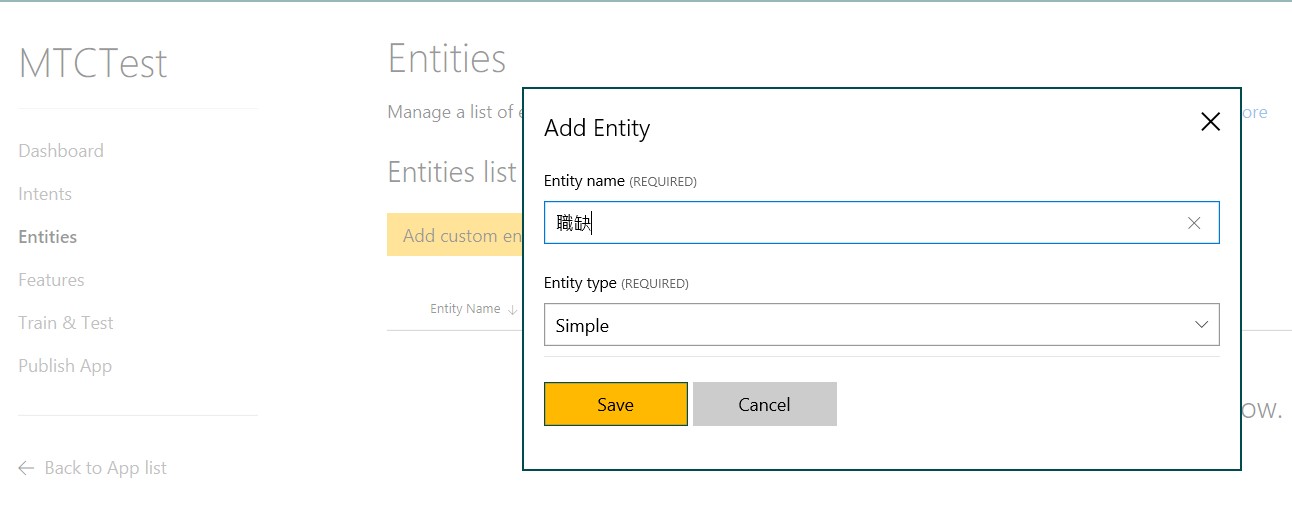 MTCTest
Dashboard
Intents
Entities
Features
Train & Test
Publish App
Back to App list
Entities
Manage a list of
ore
Entities list
Add custom en
Entity Name
ow.
Add Entity
Entity name (REQUIRED)
職缺
Entity type (REQUIRED)
Simple
Save
Cancel